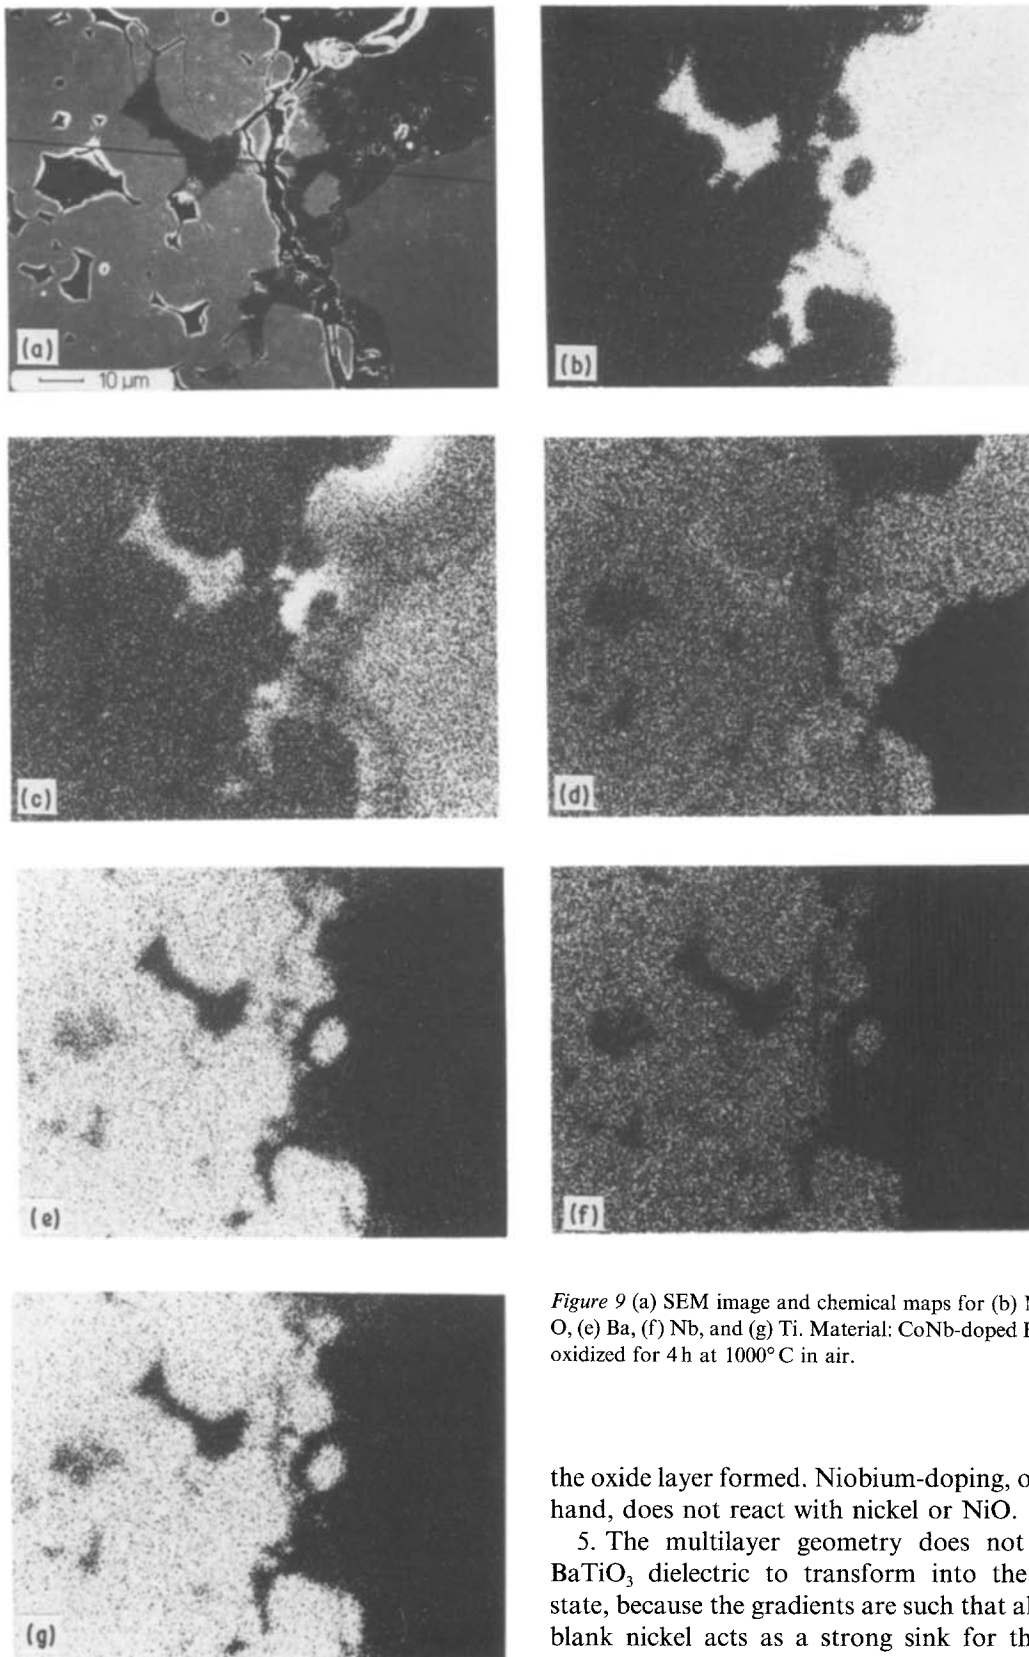 (a)
10 µm
(b)
(c)
(d)
(e)
(f)
(g)
Figure 9 (a) SEM image and chemical maps for (b)
O, (e) Ba, (f) Nb, and (g) Ti. Material: CoNb-doped
oxidized for 4 h at 1000° C in air.
the oxide layer formed. Niobium-doping,
hand, does not react with nickel or NiO.
5. The multilayer geometry does not
BaTiO₃ dielectric to transform into the
state, because the gradients are such that
blank nickel acts as a strong sink for